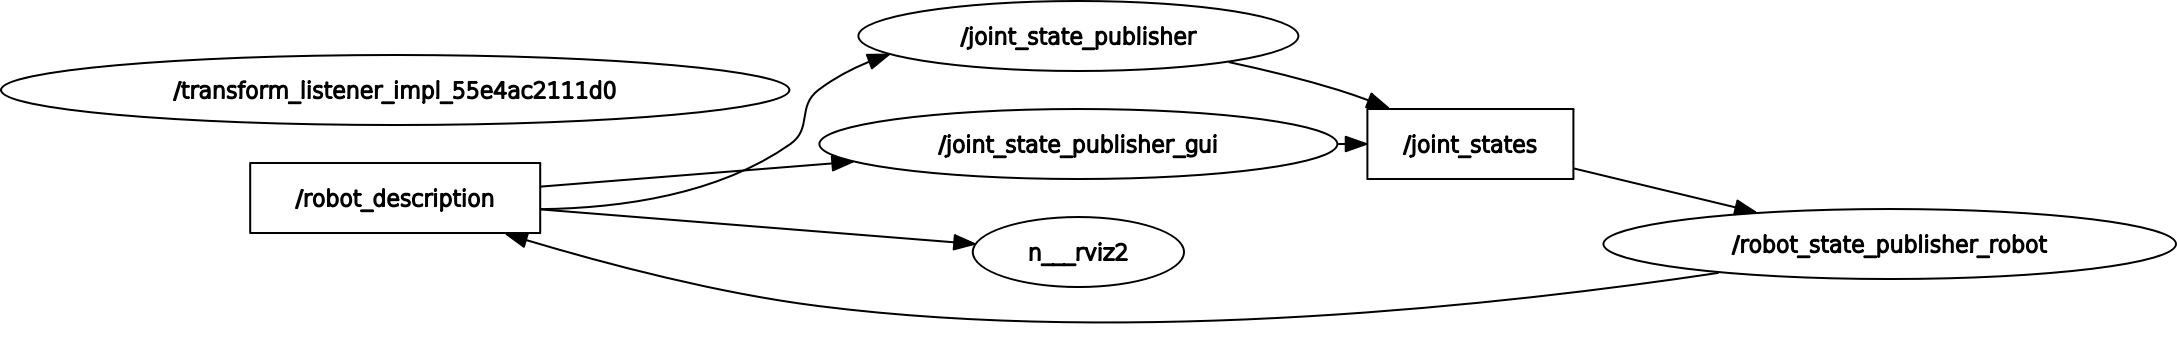 /joint_state_publisher
/transform_listener_impl_55e4ac2111d0
/joint_state_publisher_gui
/joint_states
/robot_description
n___rviz2
/robot_state_publisher_robot